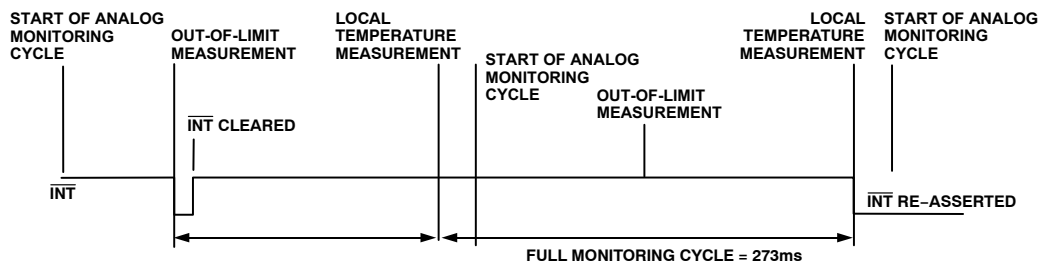 START OF ANALOG
MONITORING
CYCLE
OUT-OF-LIMIT
MEASUREMENT
LOCAL
TEMPERATURE
MEASUREMENT
START OF ANALOG
MONITORING
CYCLE
OUT-OF-LIMIT
MEASUREMENT
LOCAL
TEMPERATURE
MEASUREMENT
START OF ANALOG
MONITORING
CYCLE
INT CLEARED
INT
INT RE–ASSERTED
FULL MONITORING CYCLE = 273ms